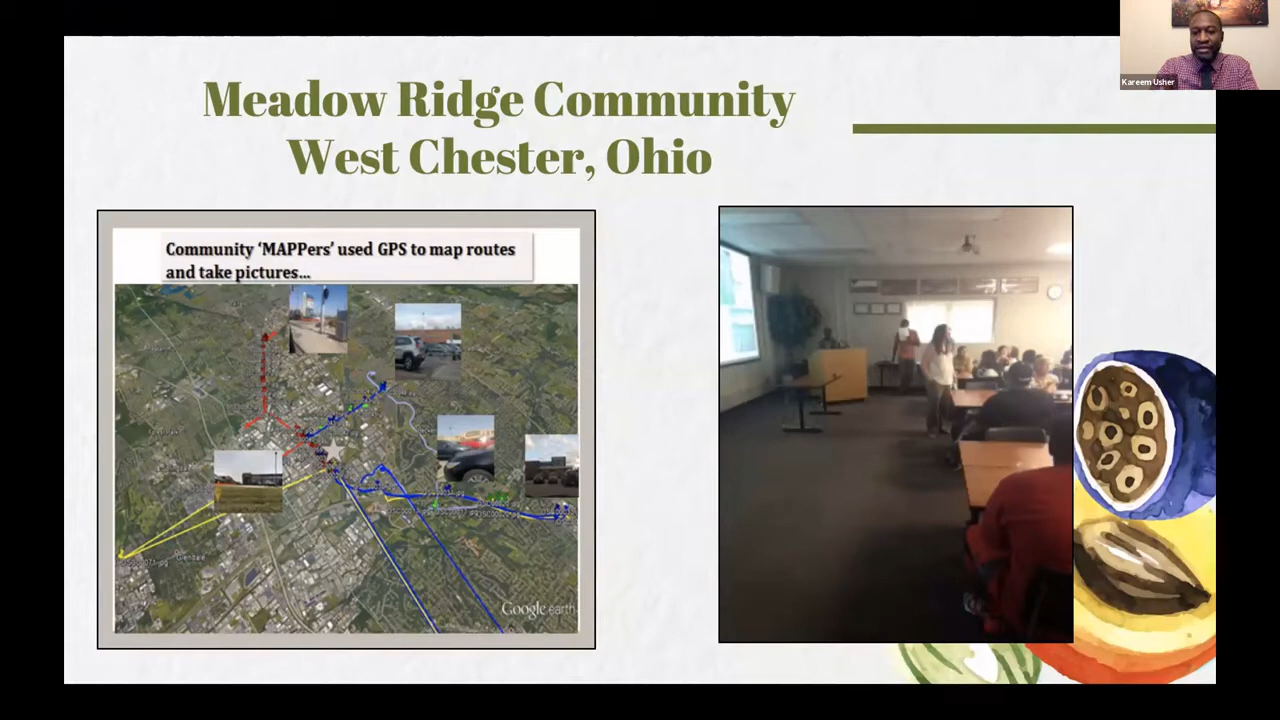 Kareem Usher
Meadow Ridge Community
West Chester, Ohio
Community ‘MAPPers’ used GPS to map routes
and take pictures...
Glendale
Google earth